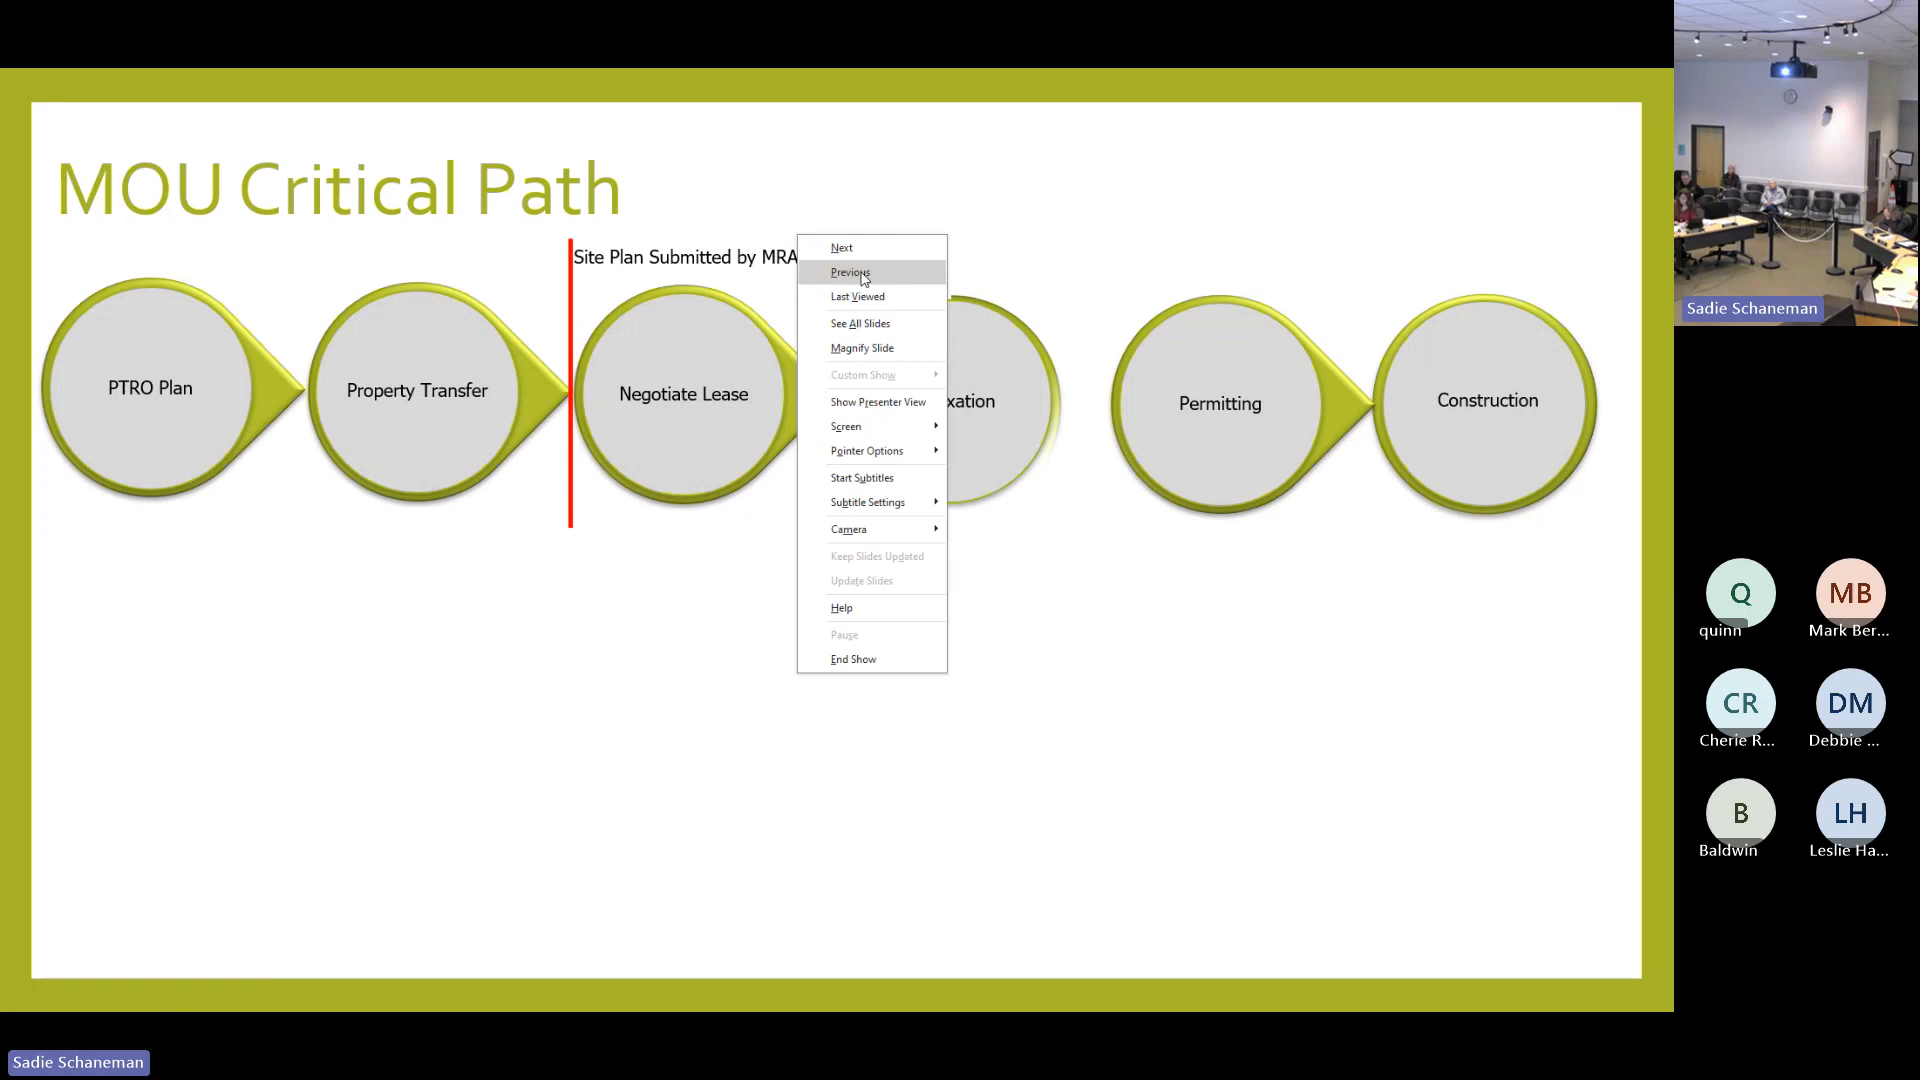 MOU Critical Path
Site Plan Submitted by MRA
PTRO Plan
Property Transfer
Negotiate Lease
xation
Permitting
Construction
Next
Previous
Last Viewed
See All Slides
Magnify Slide
Custom Show
Show Presenter View
Screen
Pointer Options
Start Subtitles
Subtitle Settings
Camera
Keep Slides Updated
Update Slides
Help
Pause
End Show
Sadie Schaneman
Q
quinn
MB
Mark Ber...
CR
Cherie R...
DM
Debbie ...
B
Baldwin
LH
Leslie Ha...
Sadie Schaneman